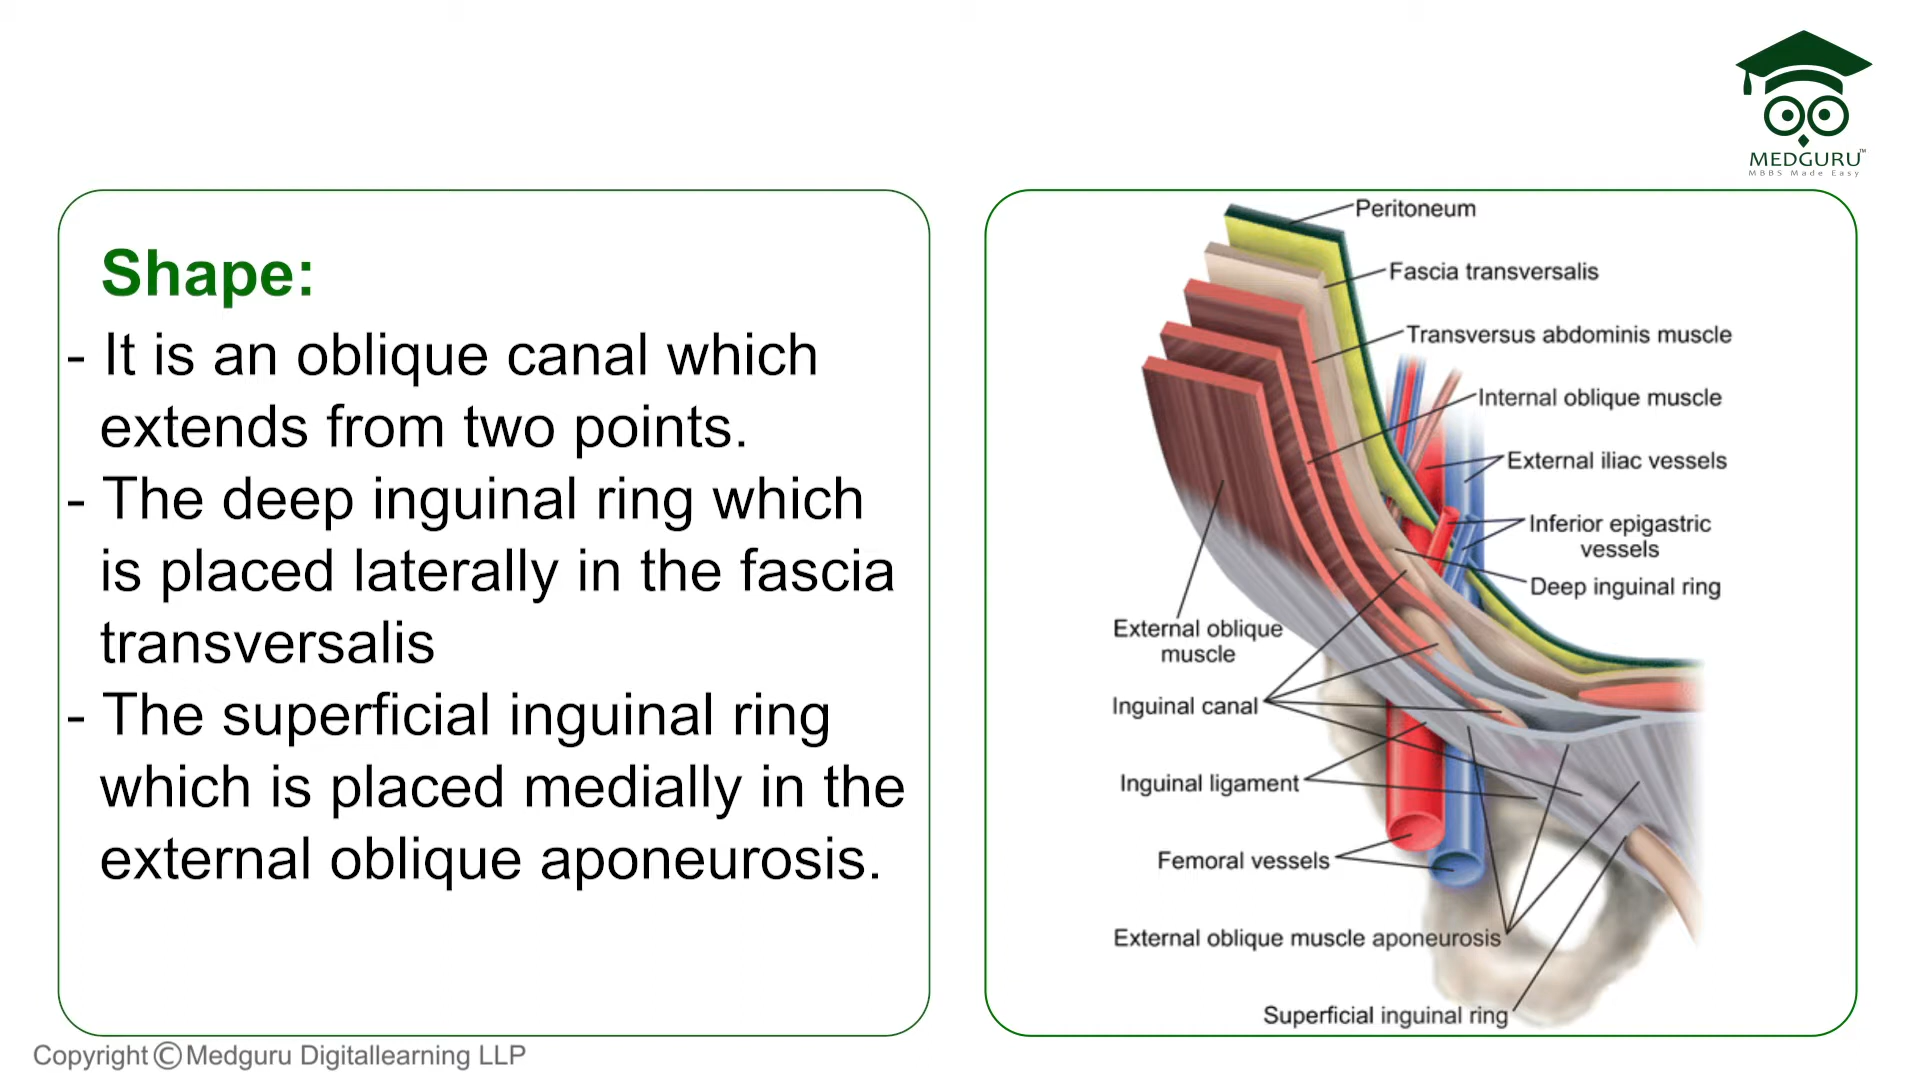 MEDGURU™
MBBS Made Easy
Shape:
- It is an oblique canal which
extends from two points.
- The deep inguinal ring which
is placed laterally in the fascia
transversalis
- The superficial inguinal ring
which is placed medially in the
external oblique aponeurosis.
Peritoneum
Fascia transversalis
Transversus abdominis muscle
Internal oblique muscle
External iliac vessels
Inferior epigastric
vessels
Deep inguinal ring
External oblique
muscle
Inguinal canal
Inguinal ligament
Femoral vessels
External oblique muscle aponeurosis
Superficial inguinal ring
Copyright © Medguru Digitallearning LLP